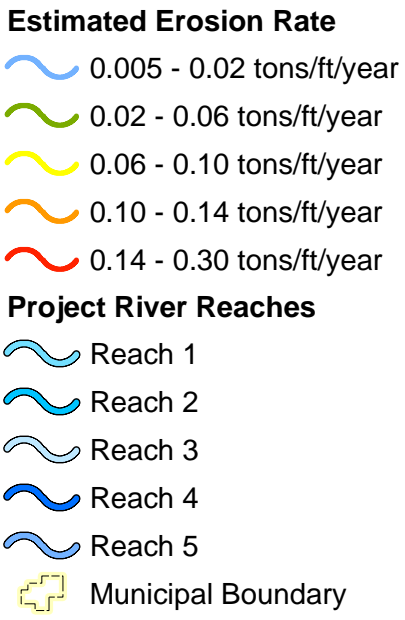 Estimated Erosion Rate
0.005 - 0.02 tons/ft/year
0.02 - 0.06 tons/ft/year
0.06 - 0.10 tons/ft/year
0.10 - 0.14 tons/ft/year
0.14 - 0.30 tons/ft/year
Project River Reaches
Reach 1
Reach 2
Reach 3
Reach 4
Reach 5
Municipal Boundary